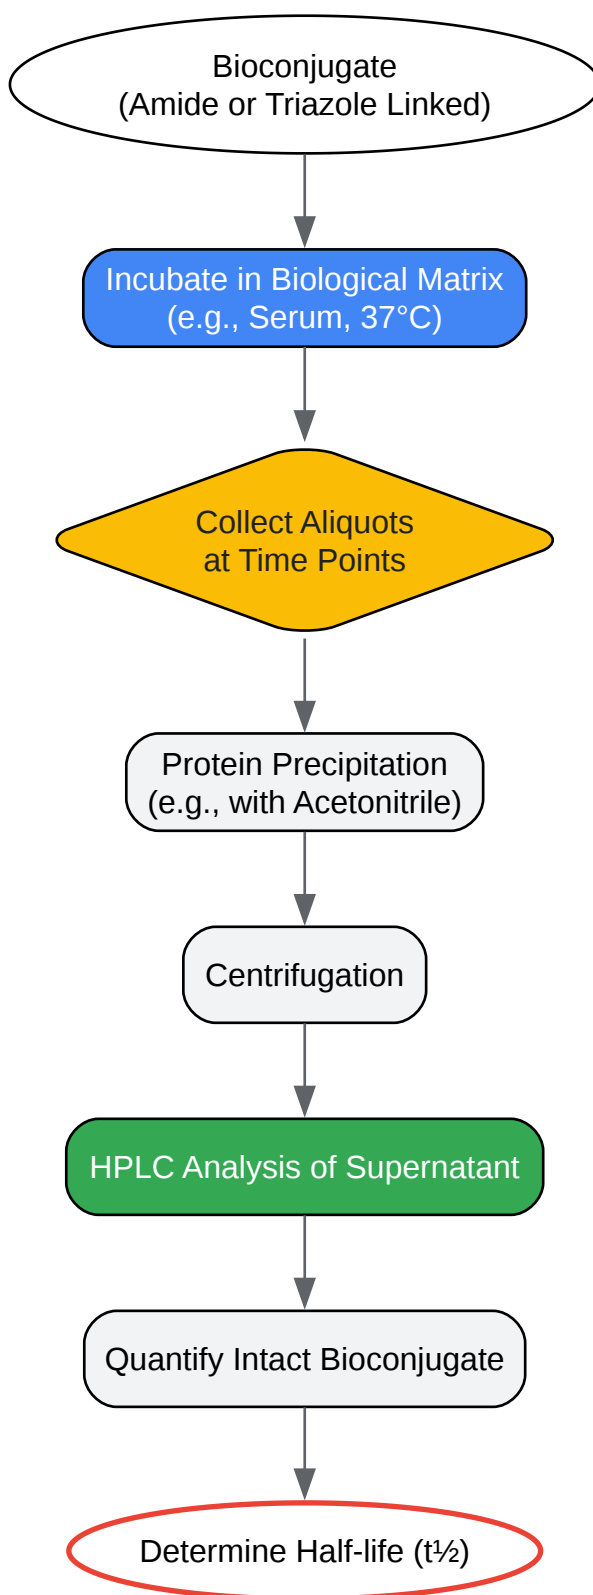 Bioconjugate
(Amide or Triazole Linked)
Incubate in Biological Matrix
(e.g., Serum, 37°C)
Collect Aliquots
at Time Points
Protein Precipitation
(e.g., with Acetonitrile)
Centrifugation
HPLC Analysis of Supernatant
Quantify Intact Bioconjugate
Determine Half-life (t½)